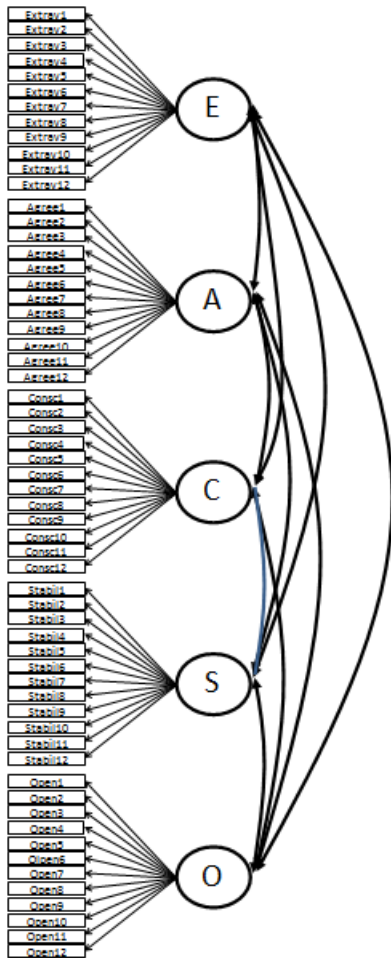 Extrav1
Extrav2
Extrav3
Extrav4
Extrav5
Extrav6
Extrav7
Extrav8
Extrav9
Extrav10
Extrav11
Extrav12
E
Agree1
Agree2
Agree3
Agree4
Agree5
Agree6
Agree7
Agree8
Agree9
Agree10
Agree11
Agree12
A
Consc1
Consc2
Consc3
Consc4
Consc5
Consc6
Consc7
Consc8
Consc9
Consc10
Consc11
Consc12
C
Stabil1
Stabil2
Stabil3
Stabil4
Stabil5
Stabil6
Stabil7
Stabil8
Stabil9
Stabil10
Stabil11
Stabil12
S
Open1
Open2
Open3
Open4
Open5
OIpen6
Open7
Open8
Open9
Open10
Open11
Open12
O